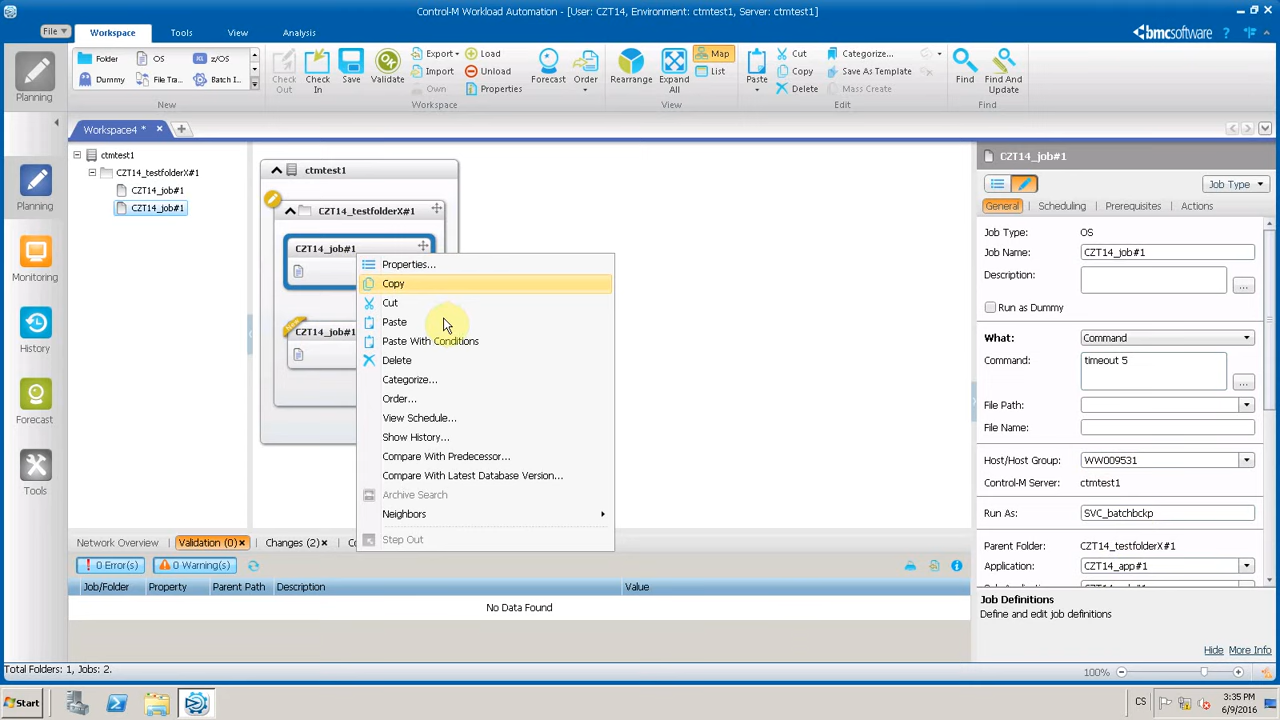 Control-M Workload Automation - [User: CZT14, Environment: ctmtest1, Server: ctmtest1]
File Workspace Tools View Analysis
bmcsoftware ?
Planning
Folder OS z/OS
Dummy File Tra... Batch I...
New
Check Out Check In Save Validate
Export Load
Import Unload
Own Properties
Workspace
Forecast Order
Rearrange Expand All
Map
List
View
Paste
Cut Categorize...
Copy Save As Template
Delete Mass Create
Edit
Find Find And Update
Find
Workspace4 *
Planning
Monitoring
History
Forecast
Tools
ctmtest1
CZT14_testfolderX#1
CZT14_job#1
CZT14_job#1
ctmtest1
CZT14_testfolderX#1
CZT14_job#1
CZT14_job#1
Properties...
Copy
Cut
Paste
Paste With Conditions
Delete
Categorize...
Order...
View Schedule...
Show History...
Compare With Predecessor...
Compare With Latest Database Version...
Archive Search
Neighbors
Step Out
CZT14_job#1
Job Type
General Scheduling Prerequisites Actions
Job Type: OS
Job Name: CZT14_job#1
Description:
...
Run as Dummy
What: Command
Command: timeout 5
...
File Path:
File Name:
Host/Host Group: WW009531
Control-M Server: ctmtest1
Run As: SVC_batchbckp
Parent Folder: CZT14_testfolderX#1
Application: CZT14_app#1
Job Definitions
Define and edit job definitions
Hide More Info
Network Overview Validation (0) Changes (2)
0 Error(s) 0 Warning(s)
Job/Folder Property Parent Path Description Value
No Data Found
Total Folders: 1, Jobs: 2.
100%
Start
CS
3:35 PM
6/9/2016